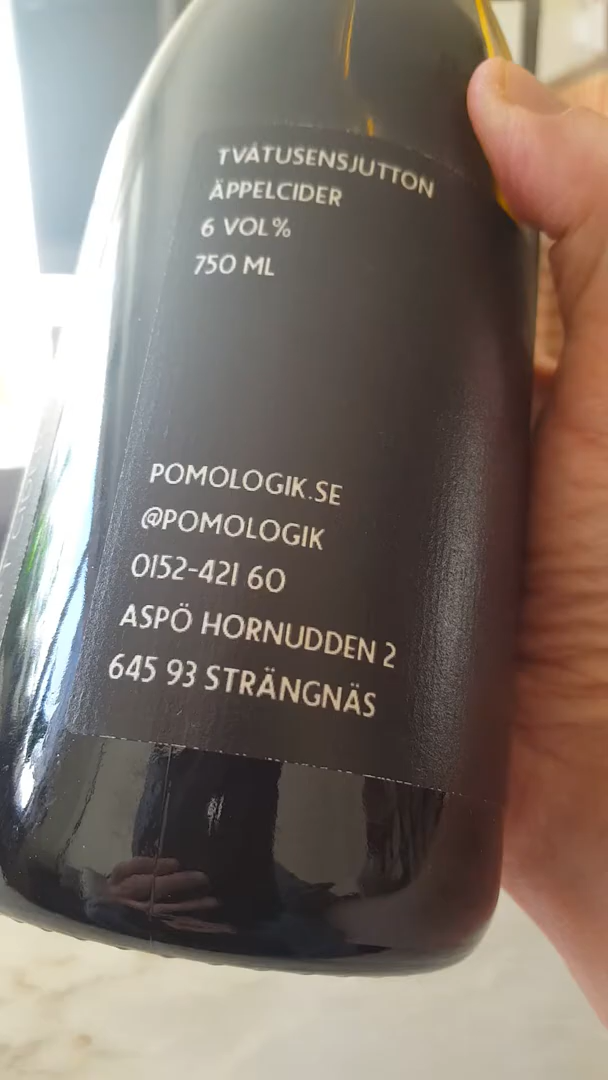 TVÅTUSENSJUTTON
ÄPPELCIDER
6 VOL%
750 ML
POMOLOGIK.SE
@POMOLOGIK
0152-421 60
ASPÖ HORNUDDEN 2
645 93 STRÄNGNÄS